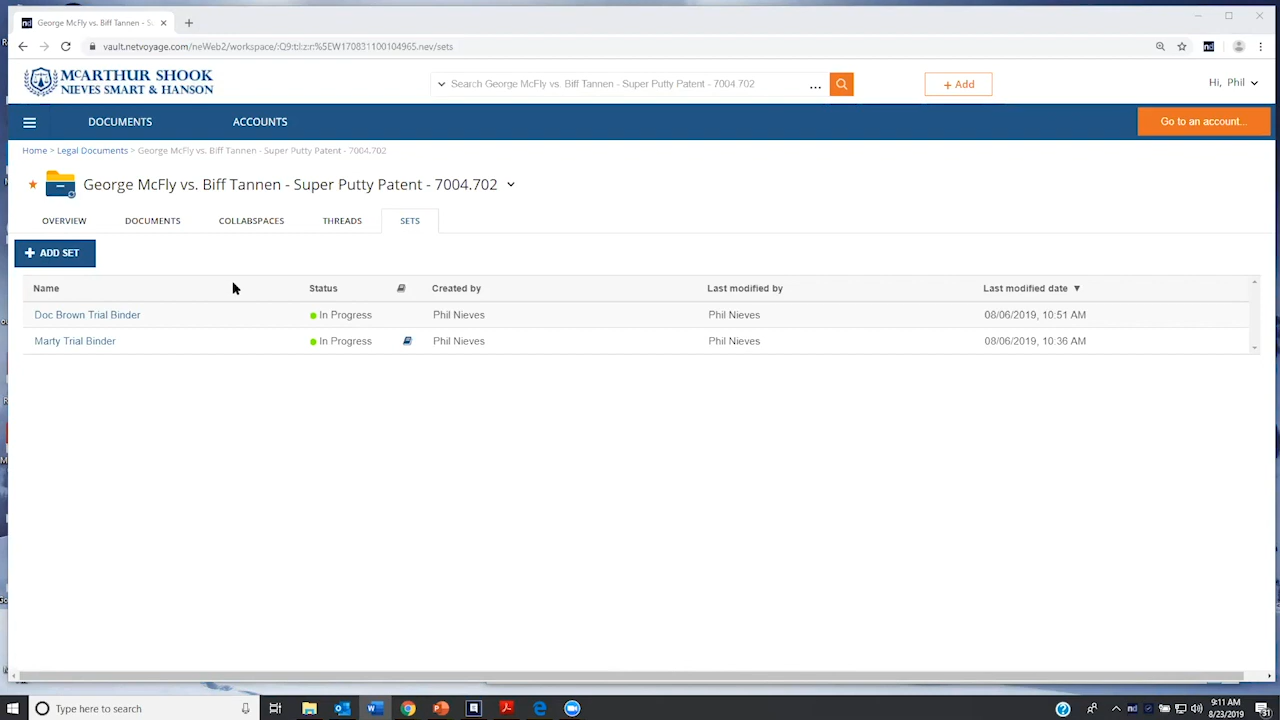 George McFly vs. Biff Tannen - S
vault.netvoyage.com/neWeb2/workspace/:Q9:t:l:z:r:%5EW170831100104965.nev/sets
nd
McARTHUR SHOOK
NIEVES SMART & HANSON
Search George McFly vs. Biff Tannen - Super Putty Patent - 7004.702
...
+ Add
Hi, Phil
DOCUMENTS
ACCOUNTS
Go to an account...
Home > Legal Documents > George McFly vs. Biff Tannen - Super Putty Patent - 7004.702
George McFly vs. Biff Tannen - Super Putty Patent - 7004.702
OVERVIEW
DOCUMENTS
COLLABSPACES
THREADS
SETS
+ ADD SET
Name Status Created by Last modified by Last modified date ▼
Doc Brown Trial Binder In Progress Phil Nieves Phil Nieves 08/06/2019, 10:51 AM
Marty Trial Binder In Progress Phil Nieves Phil Nieves 08/06/2019, 10:36 AM
Type here to search
9:11 AM
8/23/2019